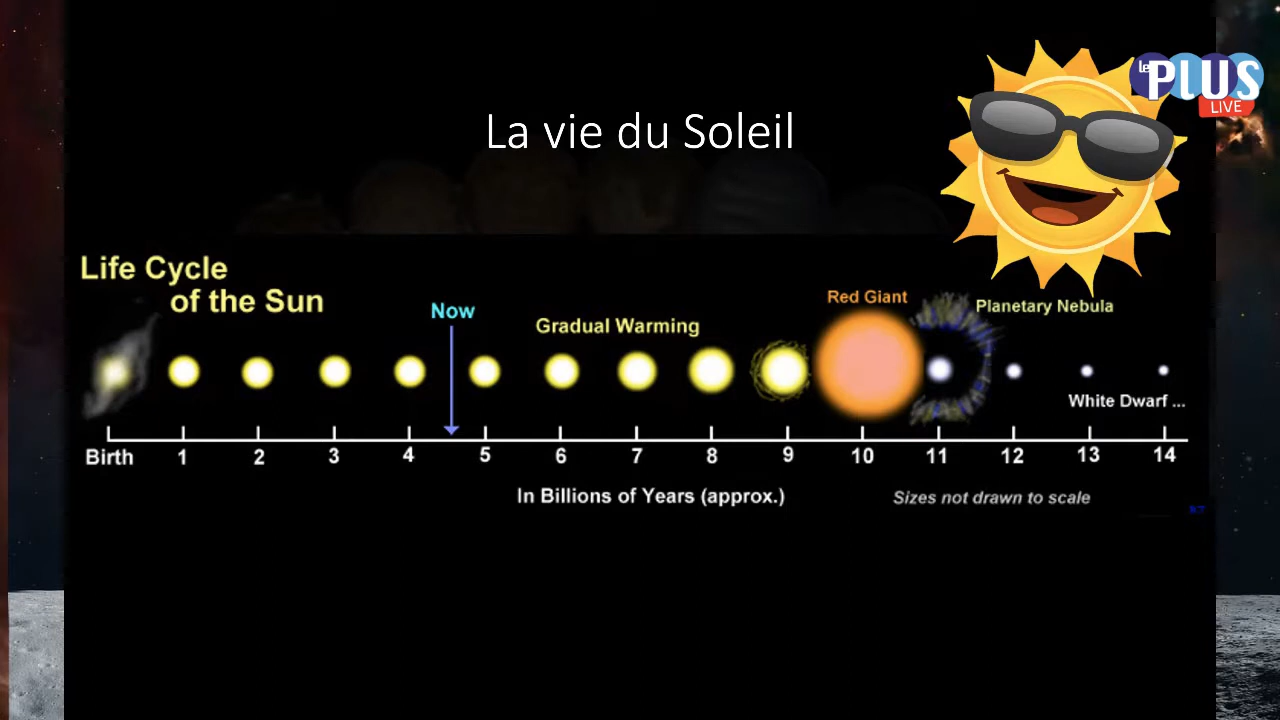 le PLUS
LIVE
La vie du Soleil
Life Cycle
of the Sun
Now
Gradual Warming
Red Giant
Planetary Nebula
White Dwarf ...
Birth 1 2 3 4 5 6 7 8 9 10 11 12 13 14
In Billions of Years (approx.)
Sizes not drawn to scale